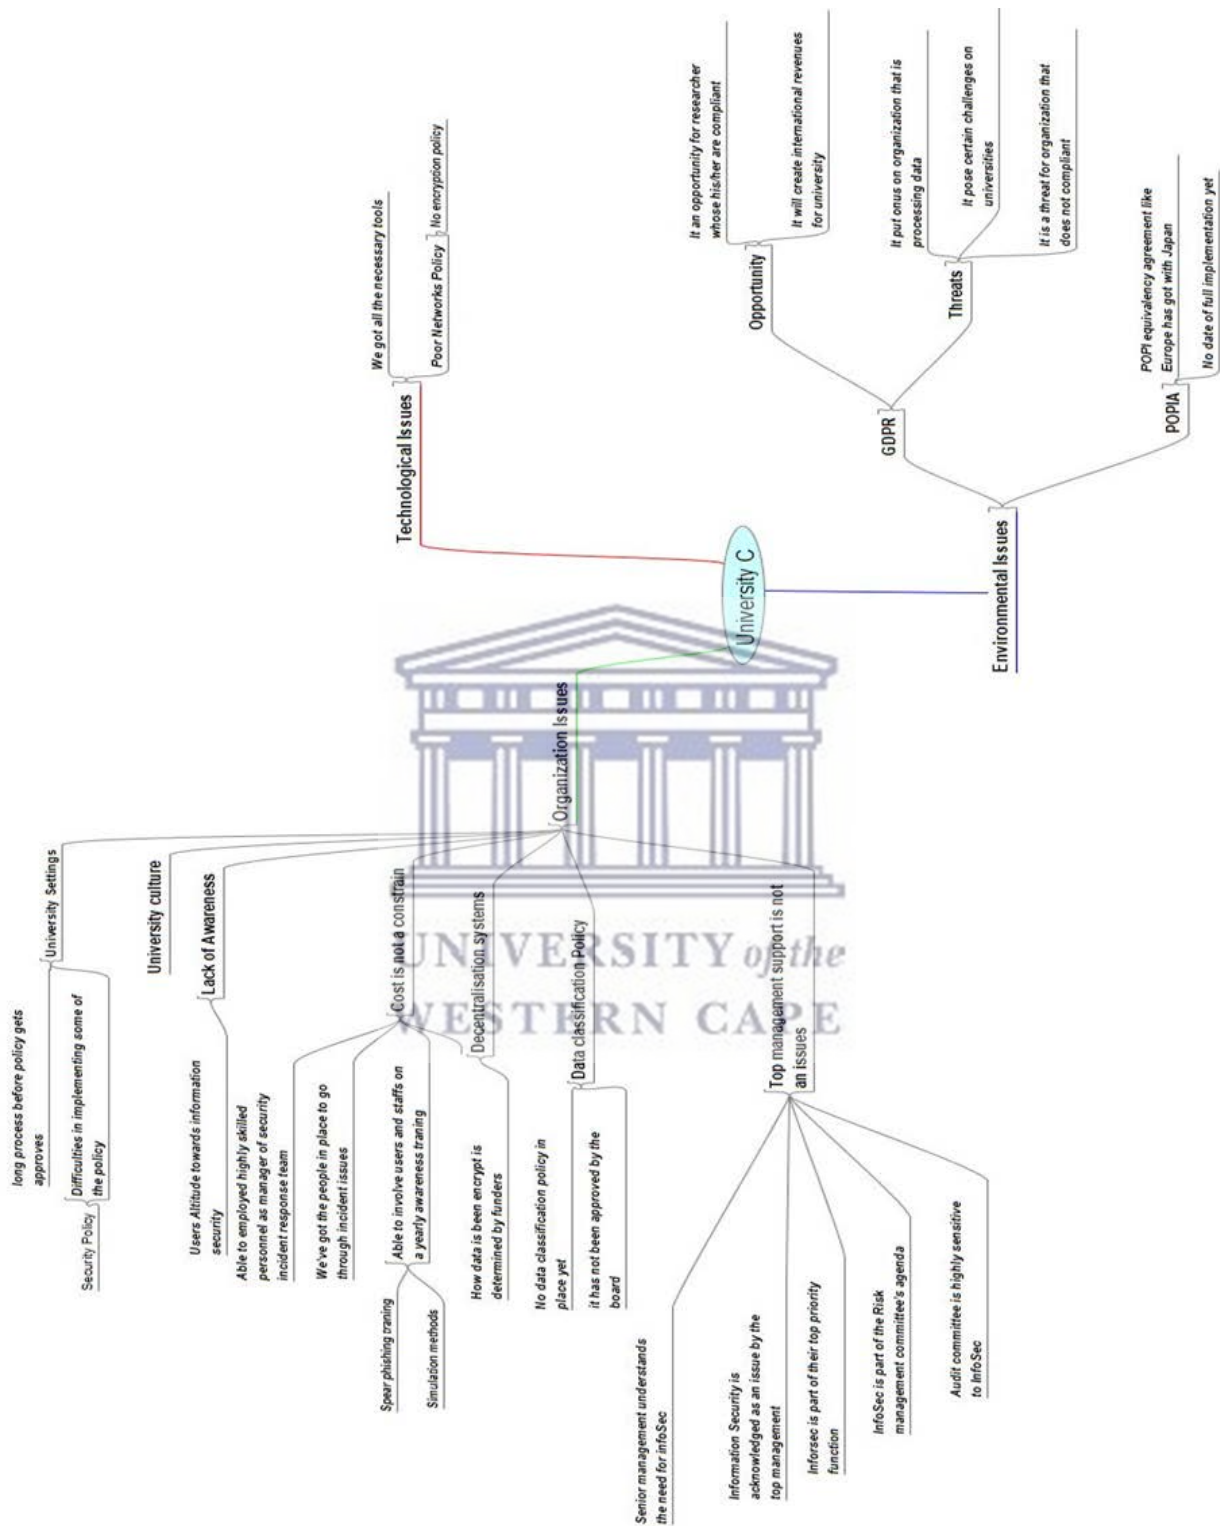 long process before policy gets
approves
University Settings
Difficulties in implementing some of
the policy
Security Policy
University culture
Users Altitude towards information
security
Lack of Awareness
Able to employed highly skilled
personnel as manager of security
incident response team
We've got the people in place to go
through incident issues
Cost is not a constrain
Able to involve users and staffs on
a yearly awareness traning
Spear phishing traning
Simulation methods
How data is been encrypt is
determined by funders
Decentralisation systems
No data classification policy in
place yet
it has not been approved by the
board
Data classification Policy
Organization Issues
Senior management understands
the need for infoSec
Information Security is
acknowledged as an issue by the
top management
Inforsec is part of their top priority
function
InfoSec is part of the Risk
management committee's agenda
Audit committee is highly sensitive
to InfoSec
Top management support is not
an issues
University C
Technological Issues
We got all the necessary tools
Poor Networks Policy
No encryption policy
Environmental Issues
GDPR
Opportunity
It an opportunity for researcher
whose his/her are compliant
It will create international revenues
for university
Threats
It put onus on organization that is
processing data
It pose certain challenges on
universities
It is a threat for organization that
does not compliant
POPIA
POPI equivalency agreement like
Europe has got with Japan
No date of full implementation yet
UNIVERSITY of the
WESTERN CAPE